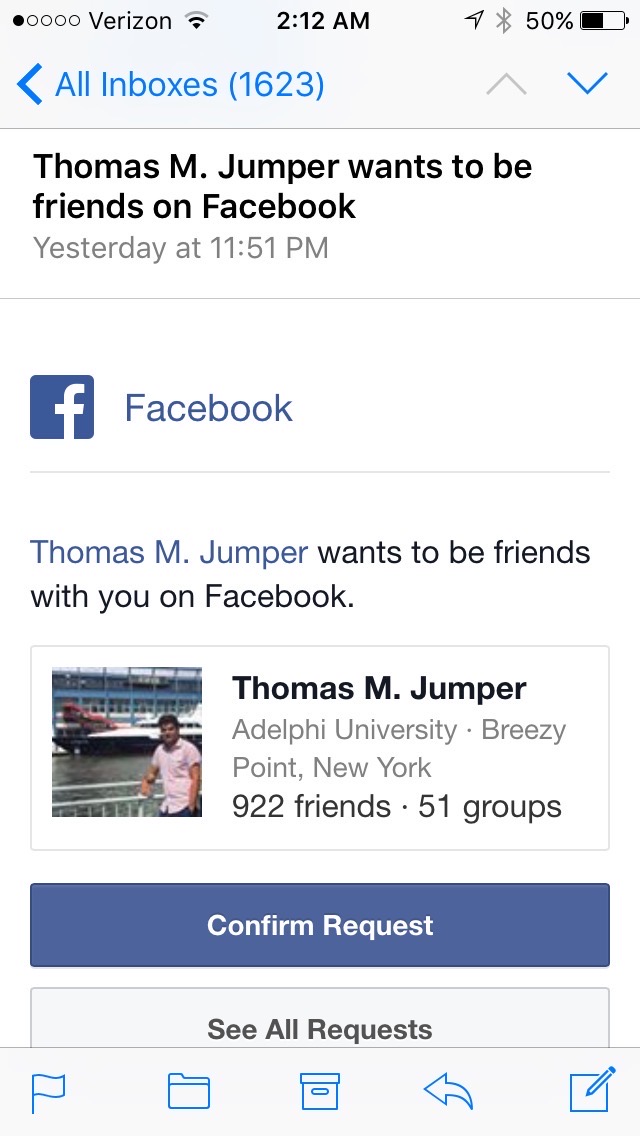 Verizon 2:12 AM 50%
All Inboxes (1623)
Thomas M. Jumper wants to be
friends on Facebook
Yesterday at 11:51 PM
f Facebook
Thomas M. Jumper wants to be friends
with you on Facebook.
Thomas M. Jumper
Adelphi University · Breezy
Point, New York
922 friends · 51 groups
Confirm Request
See All Requests